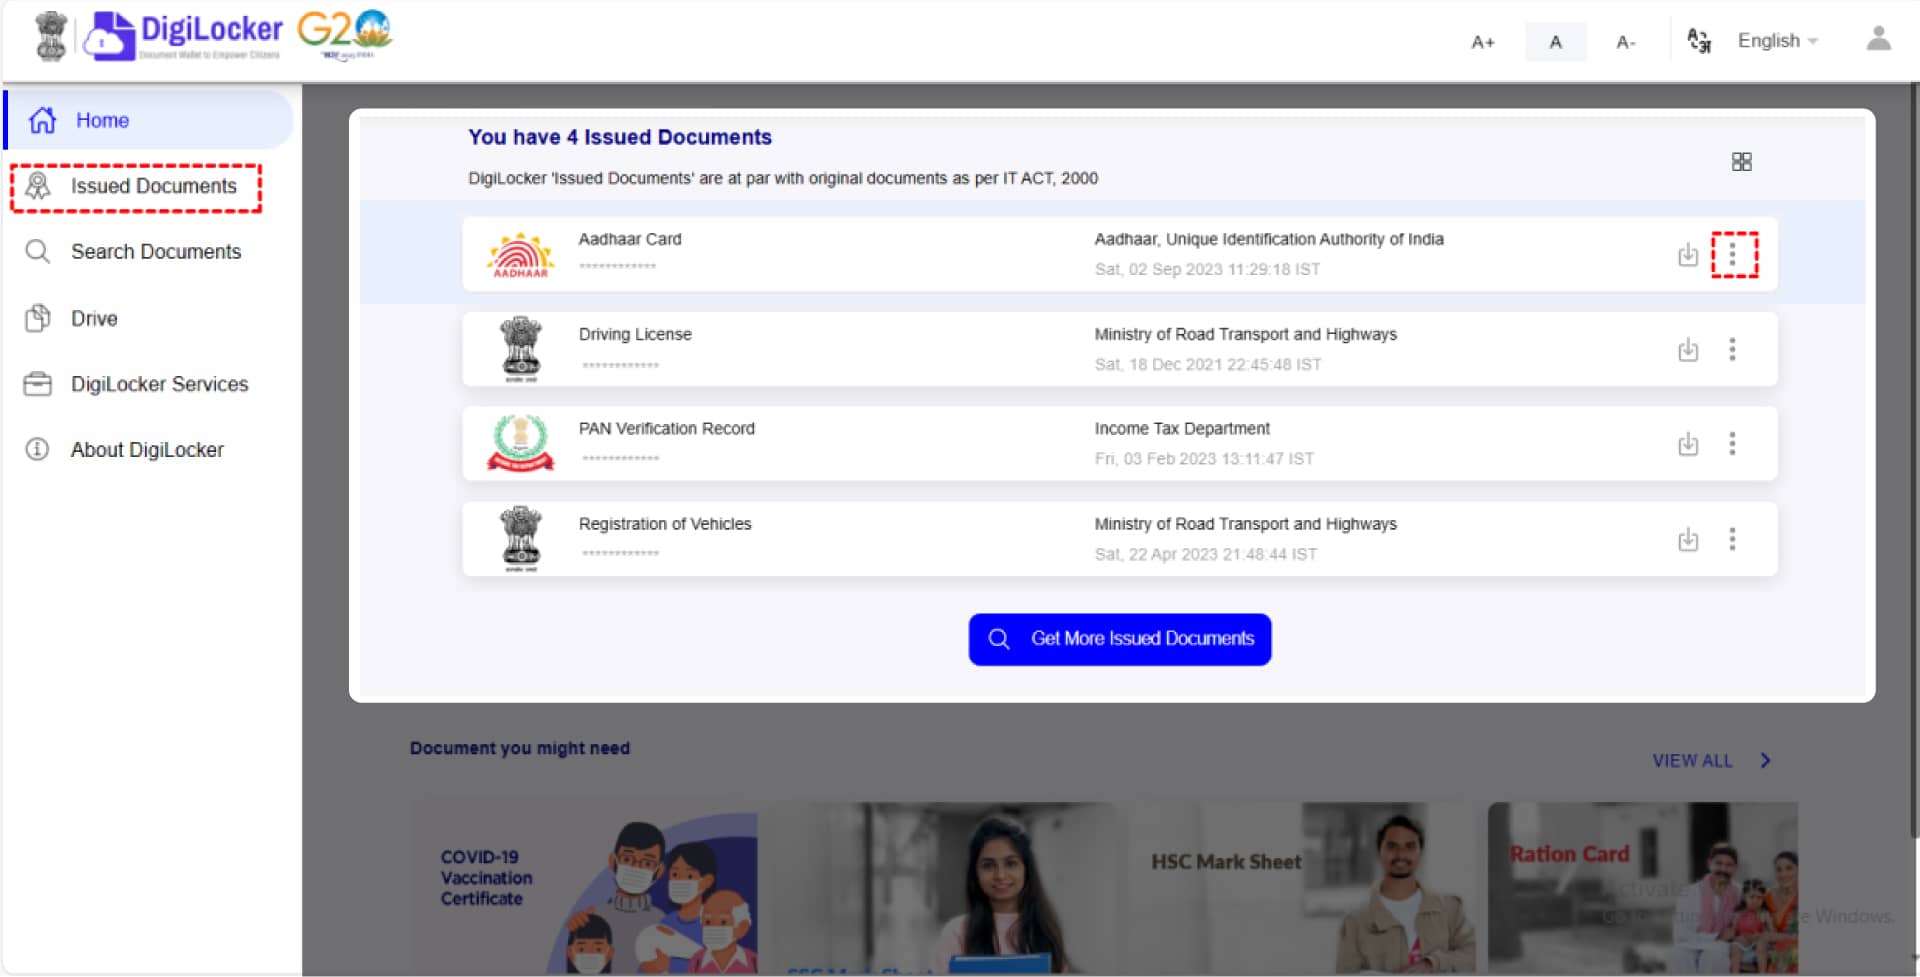 DigiLocker
Document Wallet to Empower Citizens
G20
A+
A
A-
English
Home
Issued Documents
Search Documents
Drive
DigiLocker Services
About DigiLocker
You have 4 Issued Documents
DigiLocker 'Issued Documents' are at par with original documents as per IT ACT, 2000
AADHAAR
Aadhaar Card
************
Aadhaar, Unique Identification Authority of India
Sat, 02 Sep 2023 11:29:18 IST
Driving License
************
Ministry of Road Transport and Highways
Sat, 18 Dec 2021 22:45:48 IST
PAN Verification Record
************
Income Tax Department
Fri, 03 Feb 2023 13:11:47 IST
Registration of Vehicles
************
Ministry of Road Transport and Highways
Sat, 22 Apr 2023 21:48:44 IST
Get More Issued Documents
Document you might need
VIEW ALL
COVID-19
Vaccination
Certificate
HSC Mark Sheet
Ration Card
Activate
Windows.